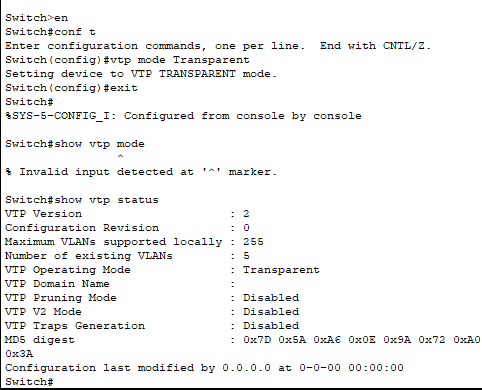 Switch>en
Switch#conf t
Enter configuration commands, one per line.  End with CNTL/Z.
Switch(config)#vtp mode Transparent
Setting device to VTP TRANSPARENT mode.
Switch(config)#exit
Switch#
%SYS-5-CONFIG_I: Configured from console by console
Switch#show vtp mode
^
% Invalid input detected at '^' marker.
Switch#show vtp status
VTP Version                     : 2
Configuration Revision          : 0
Maximum VLANs supported locally : 255
Number of existing VLANs        : 5
VTP Operating Mode              : Transparent
VTP Domain Name                 :
VTP Pruning Mode                : Disabled
VTP V2 Mode                     : Disabled
VTP Traps Generation            : Disabled
MD5 digest                      : 0x7D 0x5A 0xA6 0x0E 0x9A 0x72 0xA0
0x3A
Configuration last modified by 0.0.0.0 at 0-0-00 00:00:00
Switch#